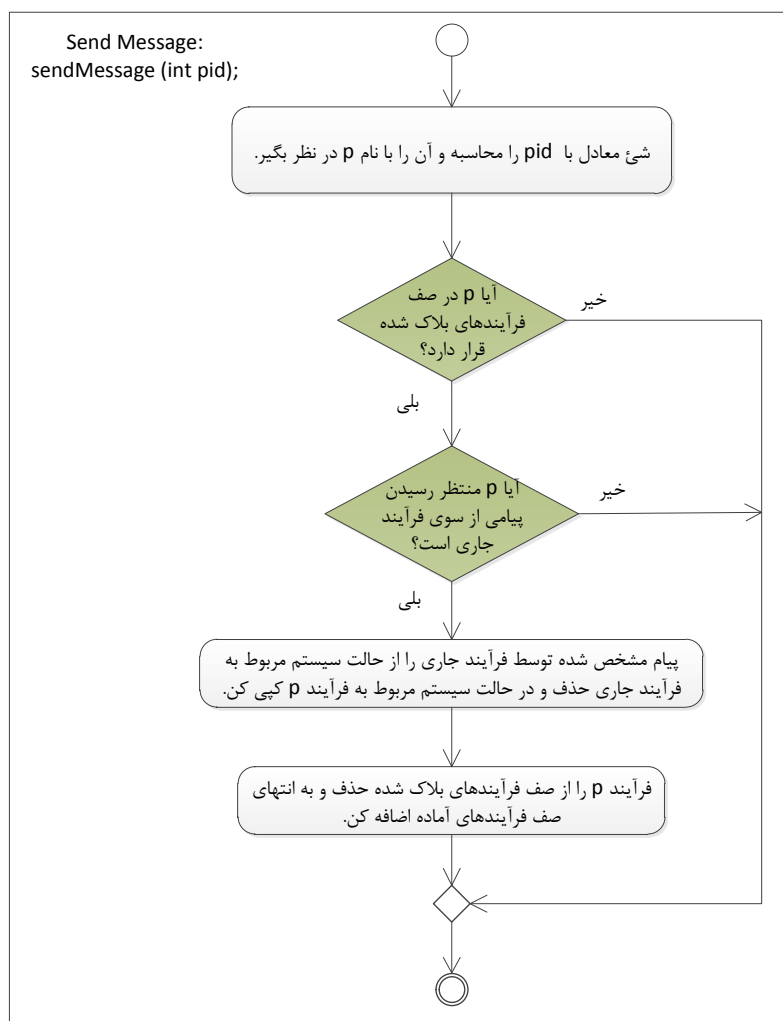 Send Message:
sendMessage (int pid);
شئ معادل با pid را محاسبه و آن را با نام p در نظر بگیر.
آیا p در صف
فرآیندهای بلاک شده
قرار دارد؟
خیر
بلی
آیا p منتظر رسیدن
پیامی از سوی فرآیند
جاری است؟
خیر
بلی
پیام مشخص شده توسط فرآیند جاری را از حالت سیستم مربوط به
فرآیند جاری حذف و در حالت سیستم مربوط به فرآیند p کپی کن.
فرآیند p را از صف فرآیندهای بلاک شده حذف و به انتهای
صف فرآیندهای آماده اضافه کن.